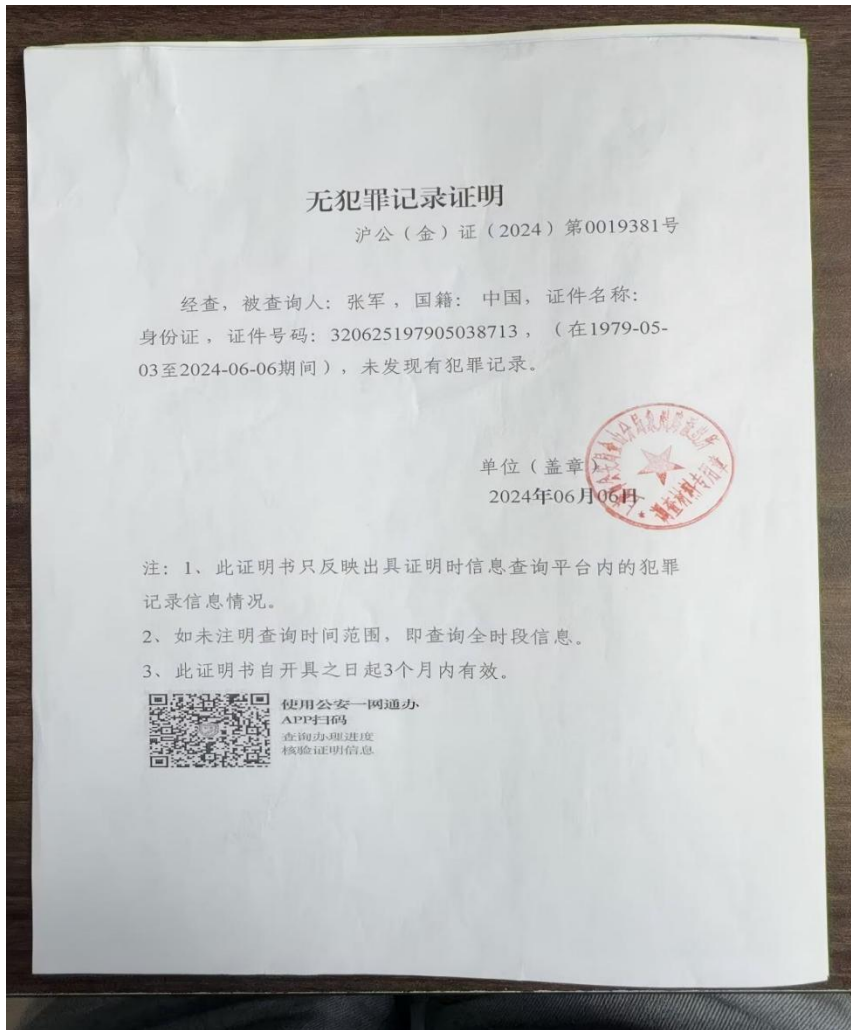 无犯罪记录证明
沪公（金）证（2024）第0019381号
经查，被查询人：张军，国籍： 中国，证件名称：
身份证，证件号码：320625197905038713，（在1979-05-
03至2024-06-06期间），未发现有犯罪记录。
单位（盖章）
2024年06月06日
调查材料专用章
注：1、此证明书只反映出具证明时信息查询平台内的犯罪
记录信息情况。
2、如未注明查询时间范围，即查询全时段信息。
3、此证明书自开具之日起3个月内有效。
使用公安一网通办
APP扫码
查询办理进度
核验证明信息